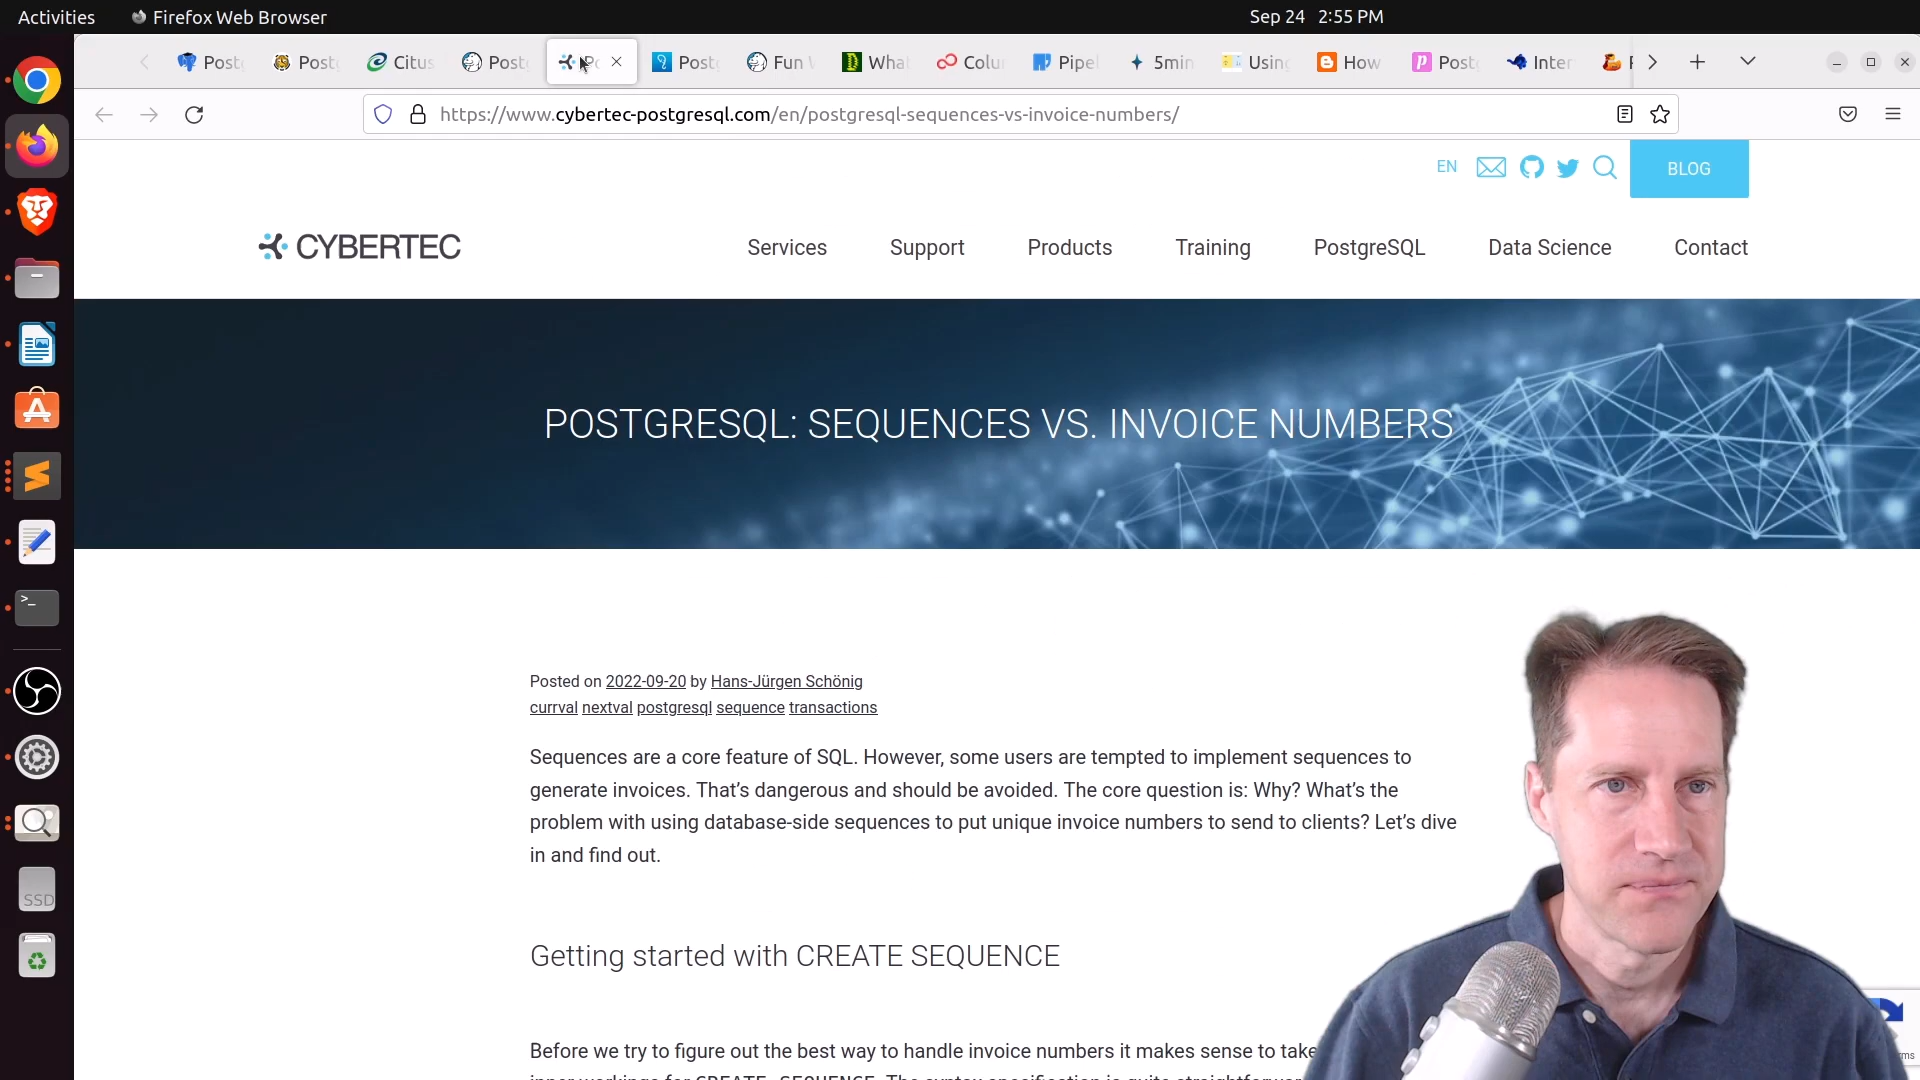 Activities
Firefox Web Browser
Sep 24 2:55 PM
Post
Post
Citus
Post
Post
Fun
What
Colu
Pipe
5min
Using
How
Post
Inter
https://www.cybertec-postgresql.com/en/postgresql-sequences-vs-invoice-numbers/
EN
BLOG
CYBERTEC
Services
Support
Products
Training
PostgreSQL
Data Science
Contact
POSTGRESQL: SEQUENCES VS. INVOICE NUMBERS
Posted on 2022-09-20 by Hans-Jürgen Schönig
currval nextval postgresql sequence transactions
Sequences are a core feature of SQL. However, some users are tempted to implement sequences to
generate invoices. That’s dangerous and should be avoided. The core question is: Why? What’s the
problem with using database-side sequences to put unique invoice numbers to send to clients? Let’s dive
in and find out.
Getting started with CREATE SEQUENCE
Before we try to figure out the best way to handle invoice numbers it makes sense to take
SSD